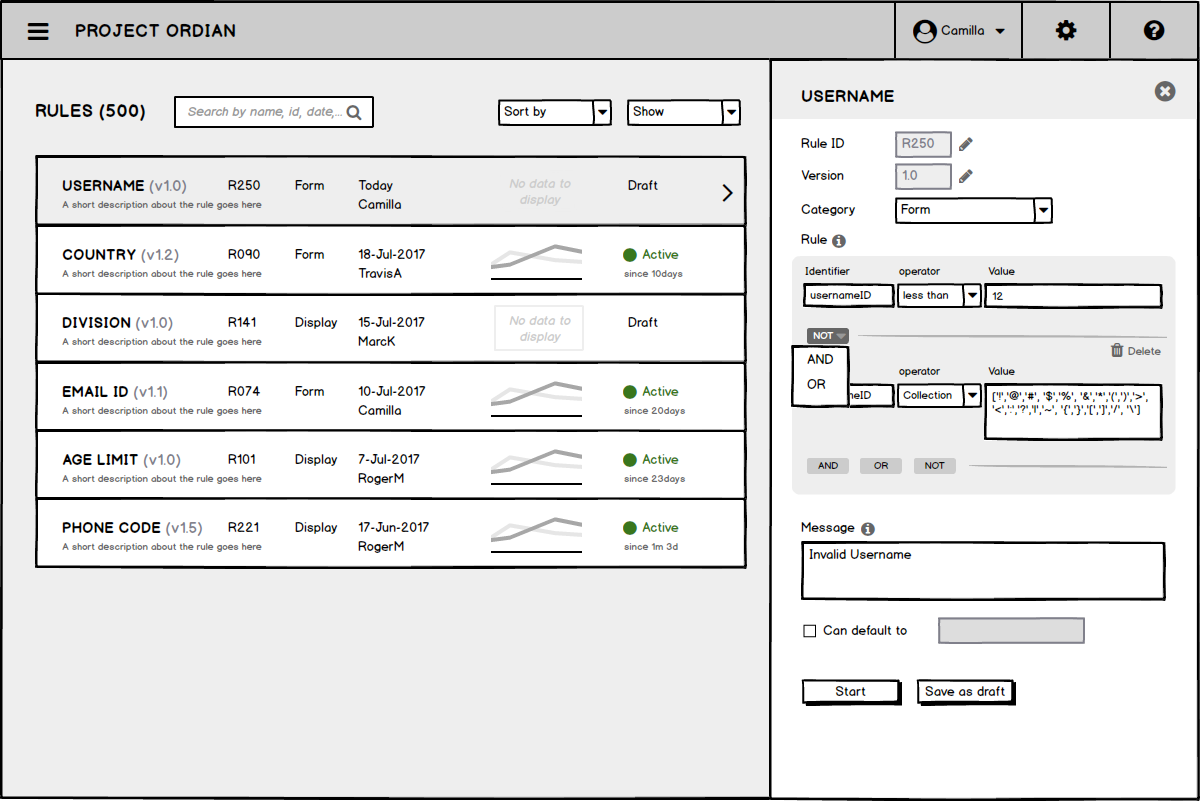 PROJECT ORDIAN
Camilla
RULES (500)
Search by name, id, date,...
Sort by
Show
USERNAME (v1.0)
A short description about the rule goes here
R250
Form
Today
Camilla
No data to
display
Draft
COUNTRY (v1.2)
A short description about the rule goes here
R090
Form
18-Jul-2017
TravisA
Active
since 10days
DIVISION (v1.0)
A short description about the rule goes here
R141
Display
15-Jul-2017
MarcK
No data to
display
Draft
EMAIL ID (v1.1)
A short description about the rule goes here
R074
Form
10-Jul-2017
Camilla
Active
since 20days
AGE LIMIT (v1.0)
A short description about the rule goes here
R101
Display
7-Jul-2017
RogerM
Active
since 23days
PHONE CODE (v1.5)
A short description about the rule goes here
R221
Display
17-Jun-2017
RogerM
Active
since 1m 3d
USERNAME
Rule ID
R250
Version
1.0
Category
Form
Rule
Identifier
operator
Value
usernameID
less than
12
NOT
AND
OR
Delete
operator
Value
eID
Collection
['!','@','#', '$','%', '&','*','(',')','>',
'<',':','?','!','~', '{','}','[',']','/', '\']
AND
OR
NOT
Message
Invalid Username
Can default to
Start
Save as draft